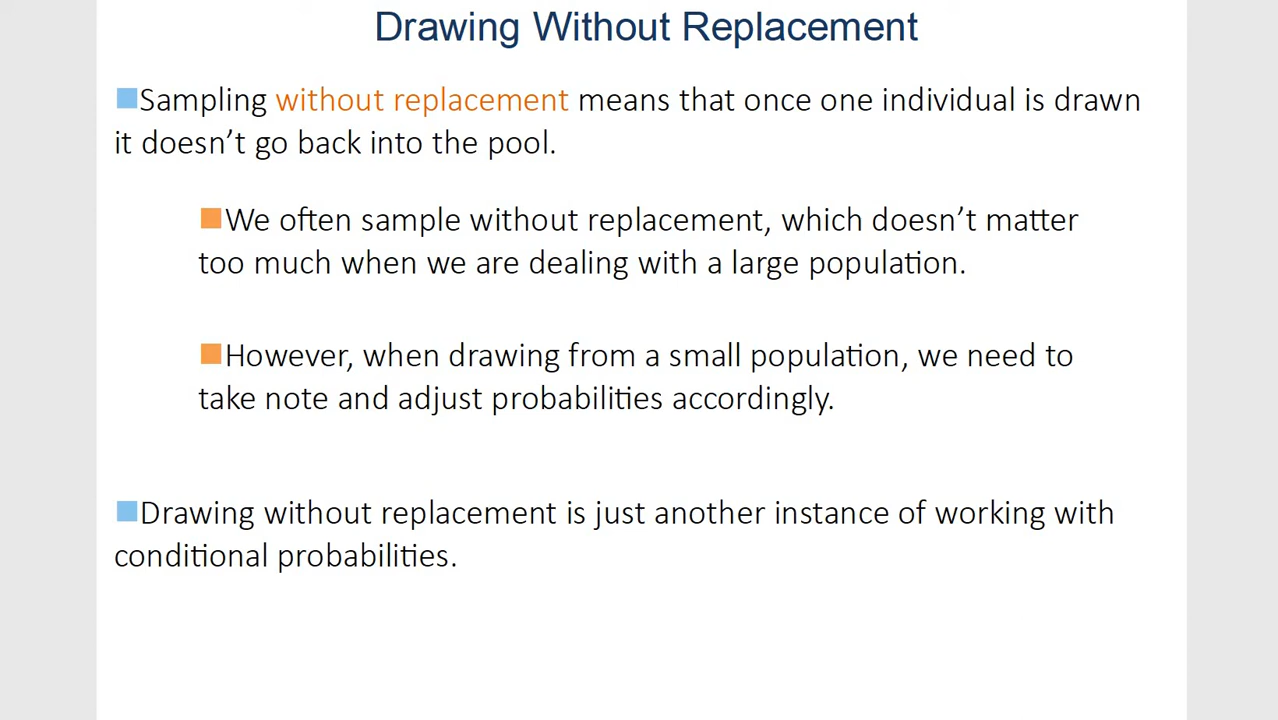 Drawing Without Replacement
Sampling without replacement means that once one individual is drawn
it doesn’t go back into the pool.
We often sample without replacement, which doesn’t matter
too much when we are dealing with a large population.
However, when drawing from a small population, we need to
take note and adjust probabilities accordingly.
Drawing without replacement is just another instance of working with
conditional probabilities.